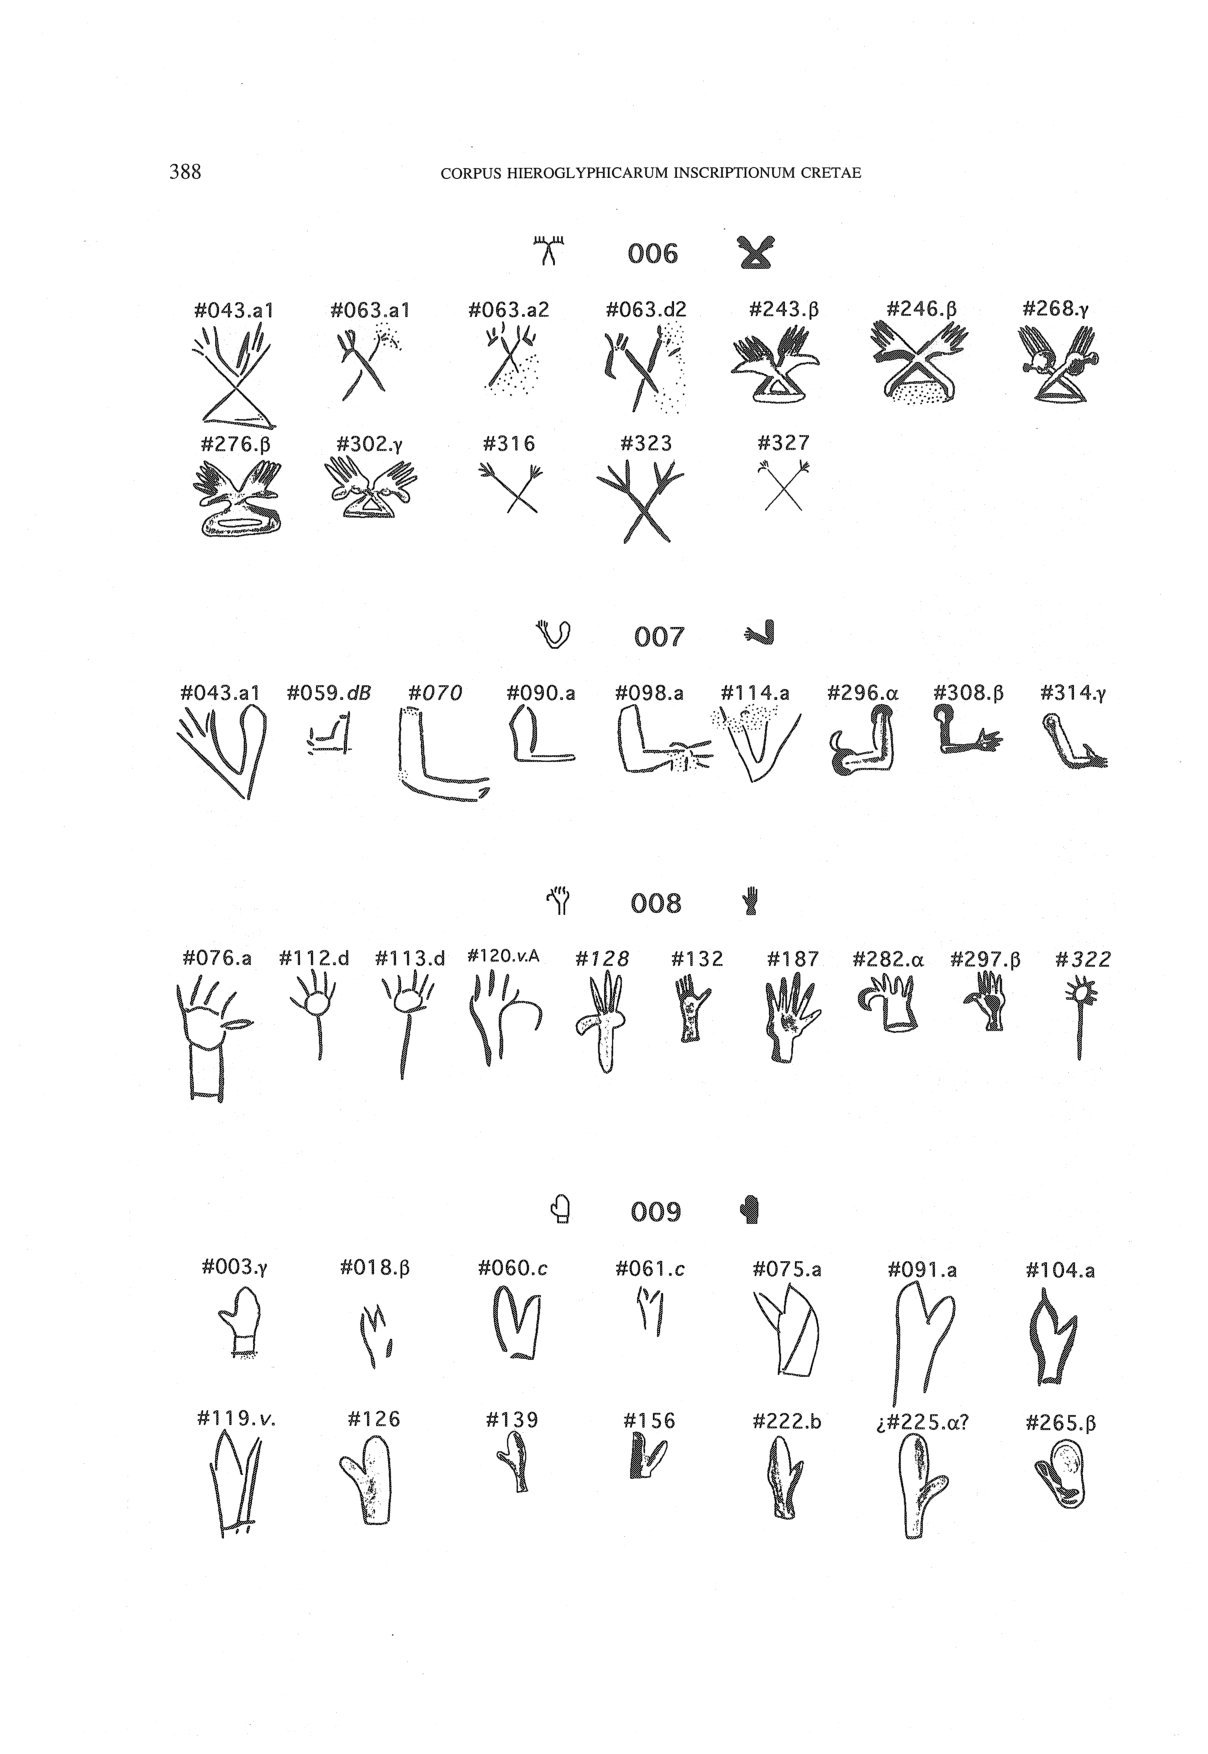 388 CORPUS HIEROGLYPHICARUM INSCRIPTIONUM CRETAE
006
#043.a1 #063.a1 #063.a2 #063.d2 #243.β #246.β #268.γ
#276.β #302.γ #316 #323 #327
007
#043.a1 #059.dB #070 #090.a #098.a #114.a #296.α #308.β #314.γ
008
#076.a #112.d #113.d #120.v.A #128 #132 #187 #282.α #297.β #322
009
#003.γ #018.β #060.c #061.c #075.a #091.a #104.a
#119.v. #126 #139 #156 #222.b ¿#225.α? #265.β